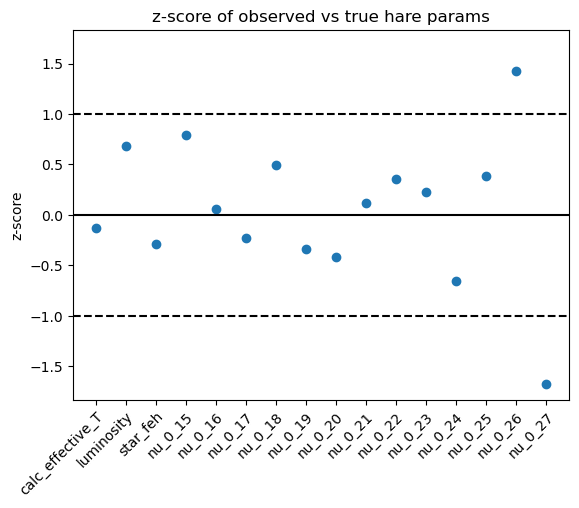 z-score of observed vs true hare params
z-score
1.5
1.0
0.5
0.0
−0.5
−1.0
−1.5
calc_effective_T
luminosity
star_feh
nu_0_15
nu_0_16
nu_0_17
nu_0_18
nu_0_19
nu_0_20
nu_0_21
nu_0_22
nu_0_23
nu_0_24
nu_0_25
nu_0_26
nu_0_27